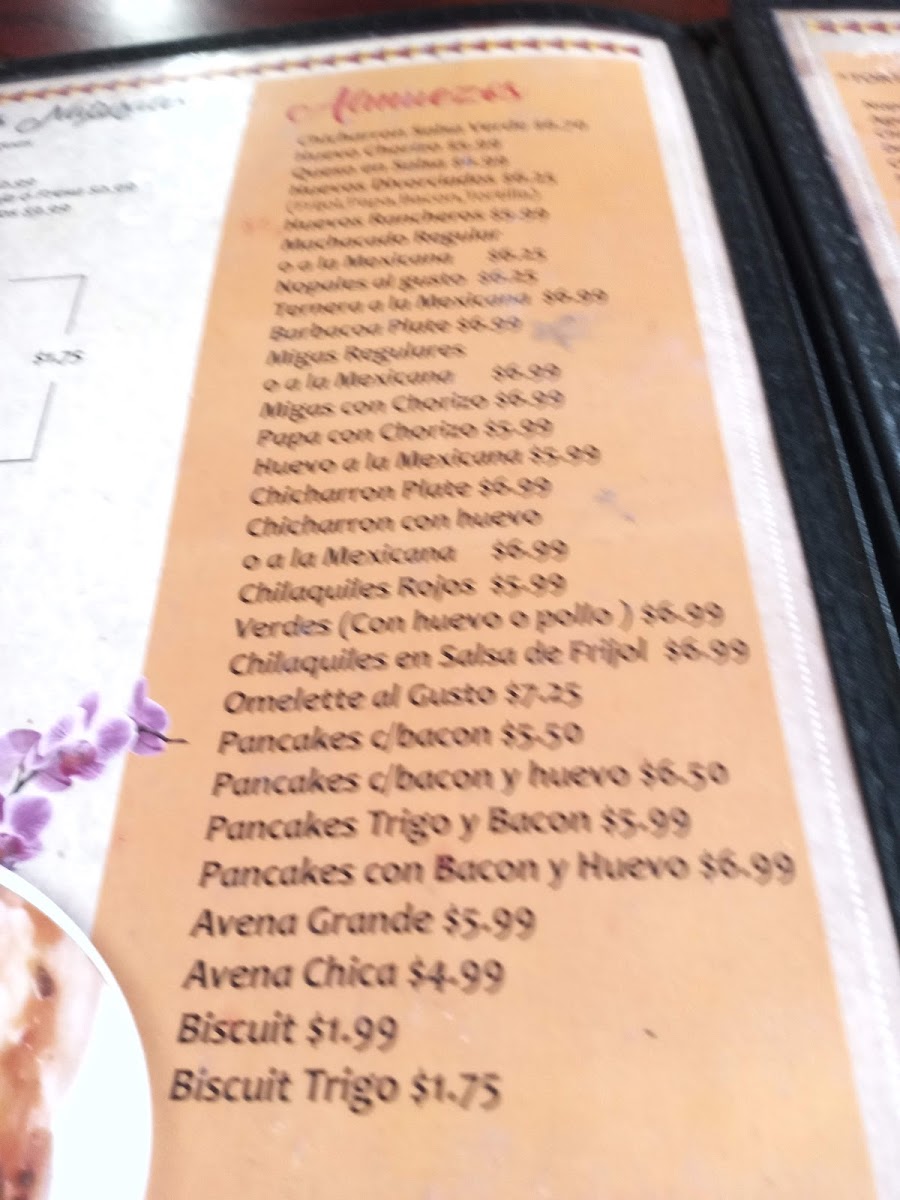 Almuezos
Chicharron Salsa Verde
Huevo Chorizo $5.99
Queso en Salsa
Huevos Divorciados $6.25
(Frijol, Papa, Bacon, Tortilla)
Huevos Rancheros $5.99
Machacado Regular
o a la Mexicana $6.25
Nopales al gusto $6.25
Ternera a la Mexicana $6.99
Barbacoa Plate $6.99
Migas Regulares
o a la Mexicana $6.99
Migas con Chorizo $6.99
Papa con Chorizo $5.99
Huevo a la Mexicana $5.99
Chicharron Plate $6.99
Chicharron con huevo
o a la Mexicana $6.99
Chilaquiles Rojos $5.99
Verdes (Con huevo o pollo ) $6.99
Chilaquiles en Salsa de Frijol $6.99
Omelette al Gusto $7.25
Pancakes c/bacon $5.50
Pancakes c/bacon y huevo $6.50
Pancakes Trigo y Bacon $5.99
Pancakes con Bacon y Huevo $6.99
Avena Grande $5.99
Avena Chica $4.99
Biscuit $1.99
Biscuit Trigo $1.75
$1.75